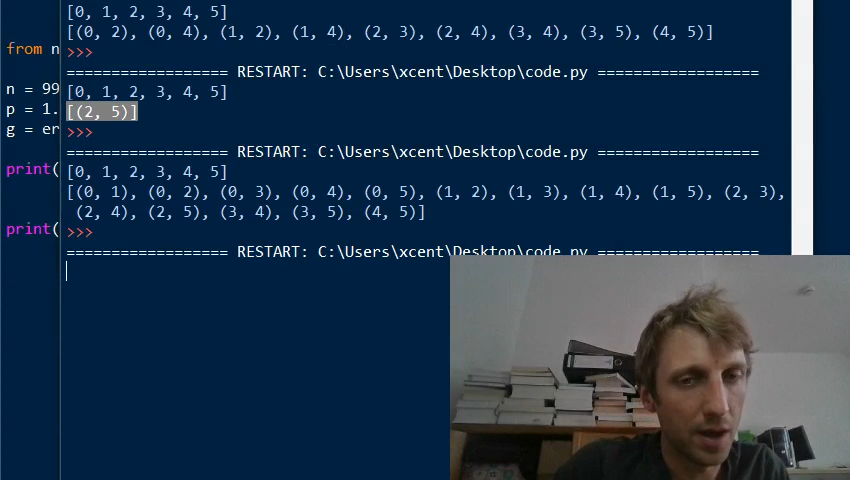 [0, 1, 2, 3, 4, 5]
[(0, 2), (0, 4), (1, 2), (1, 4), (2, 3), (2, 4), (3, 4), (3, 5), (4, 5)]
>>>
================== RESTART: C:\Users\xcent\Desktop\code.py ==================
[0, 1, 2, 3, 4, 5]
[(2, 5)]
>>>
================== RESTART: C:\Users\xcent\Desktop\code.py ==================
[0, 1, 2, 3, 4, 5]
[(0, 1), (0, 2), (0, 3), (0, 4), (0, 5), (1, 2), (1, 3), (1, 4), (1, 5), (2, 3),
(2, 4), (2, 5), (3, 4), (3, 5), (4, 5)]
>>>
================== RESTART: C:\Users\xcent\Desktop\code.py ==================
from n
n = 99
p = 1.
g = er
print(
print(